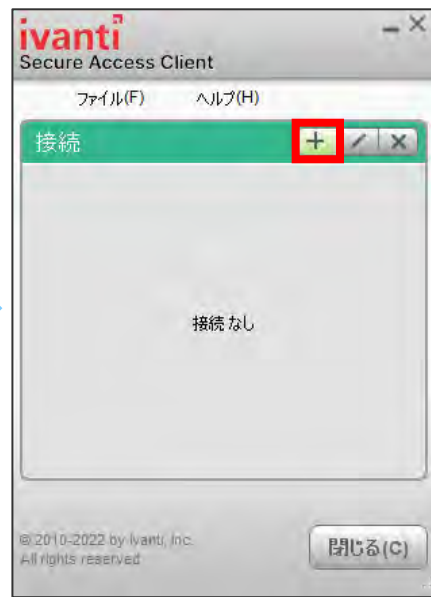 ivanti
Secure Access Client
ファイル(F) ヘルプ(H)
接続
接続 なし
© 2010-2022 by Ivanti, Inc.
All rights reserved
閉じる(C)